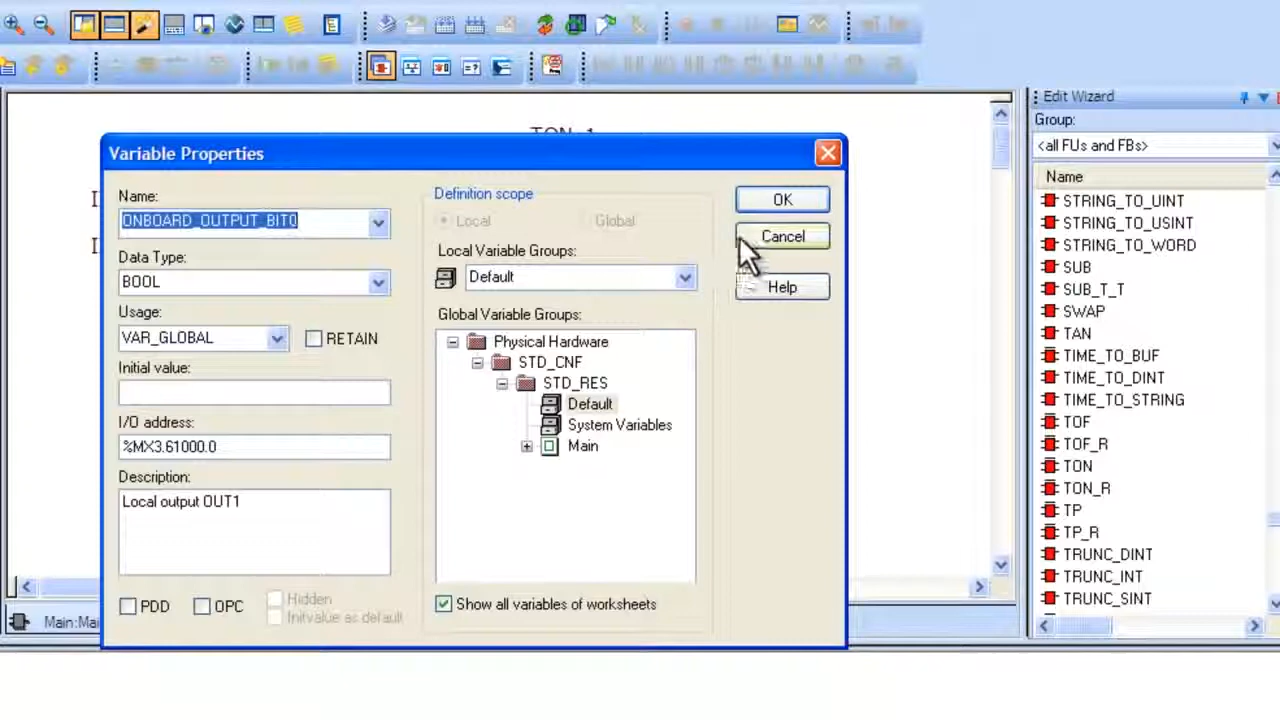 Edit Wizard
Group:
<all FUs and FBs>
Name
STRING_TO_UINT
STRING_TO_USINT
STRING_TO_WORD
SUB
SUB_T_T
SWAP
TAN
TIME_TO_BUF
TIME_TO_DINT
TIME_TO_STRING
TOF
TOF_R
TON
TON_R
TP
TP_R
TRUNC_DINT
TRUNC_INT
TRUNC_SINT
Variable Properties
Name:
ONBOARD_OUTPUT_BIT0
Data Type:
BOOL
Usage:
VAR_GLOBAL
RETAIN
Initial value:
I/O address:
%MX3.61000.0
Description:
Local output OUT1
PDD
OPC
Hidden
Initvalue as default
Definition scope
Local
Global
Local Variable Groups:
Default
Global Variable Groups:
Physical Hardware
STD_CNF
STD_RES
Default
System Variables
Main
Show all variables of worksheets
OK
Cancel
Help